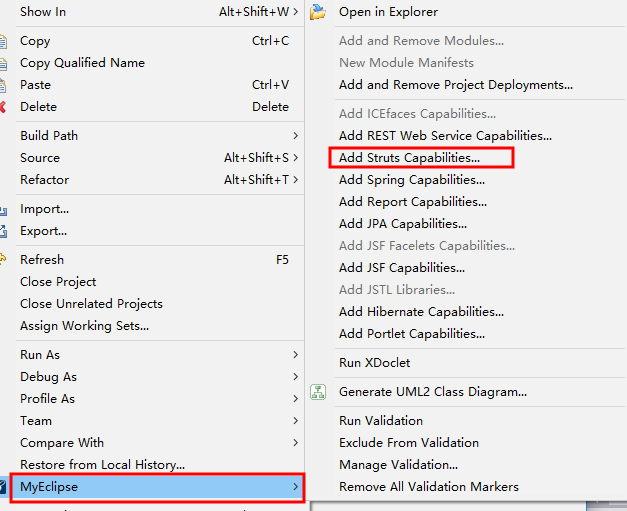 Show In Alt+Shift+W >
Copy Ctrl+C
Copy Qualified Name
Paste Ctrl+V
Delete Delete
Build Path >
Source Alt+Shift+S >
Refactor Alt+Shift+T >
Import...
Export...
Refresh F5
Close Project
Close Unrelated Projects
Assign Working Sets...
Run As >
Debug As >
Profile As >
Team >
Compare With >
Restore from Local History...
MyEclipse >
Open in Explorer
Add and Remove Modules...
New Module Manifests
Add and Remove Project Deployments...
Add ICEfaces Capabilities...
Add REST Web Service Capabilities...
Add Struts Capabilities...
Add Spring Capabilities...
Add Report Capabilities...
Add JPA Capabilities...
Add JSF Facelets Capabilities...
Add JSF Capabilities...
Add JSTL Libraries...
Add Hibernate Capabilities...
Add Portlet Capabilities...
Run XDoclet
Generate UML2 Class Diagram...
Run Validation
Exclude From Validation
Manage Validation...
Remove All Validation Markers